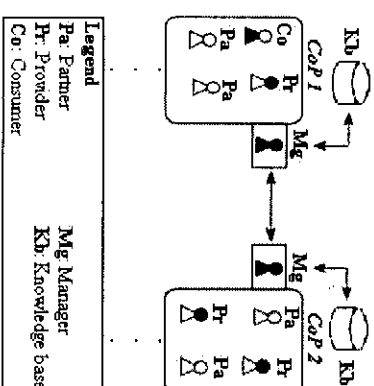 Kb
CoP 1
Co
Pr
Pa
Pa
Mg
Mg
Kb
CoP 2
Pa
Pr
Pr
Pa
Legend
Pa: Partner
Pr: Provider
Co: Consumer
Mg: Manager
Kb: Knowledge base